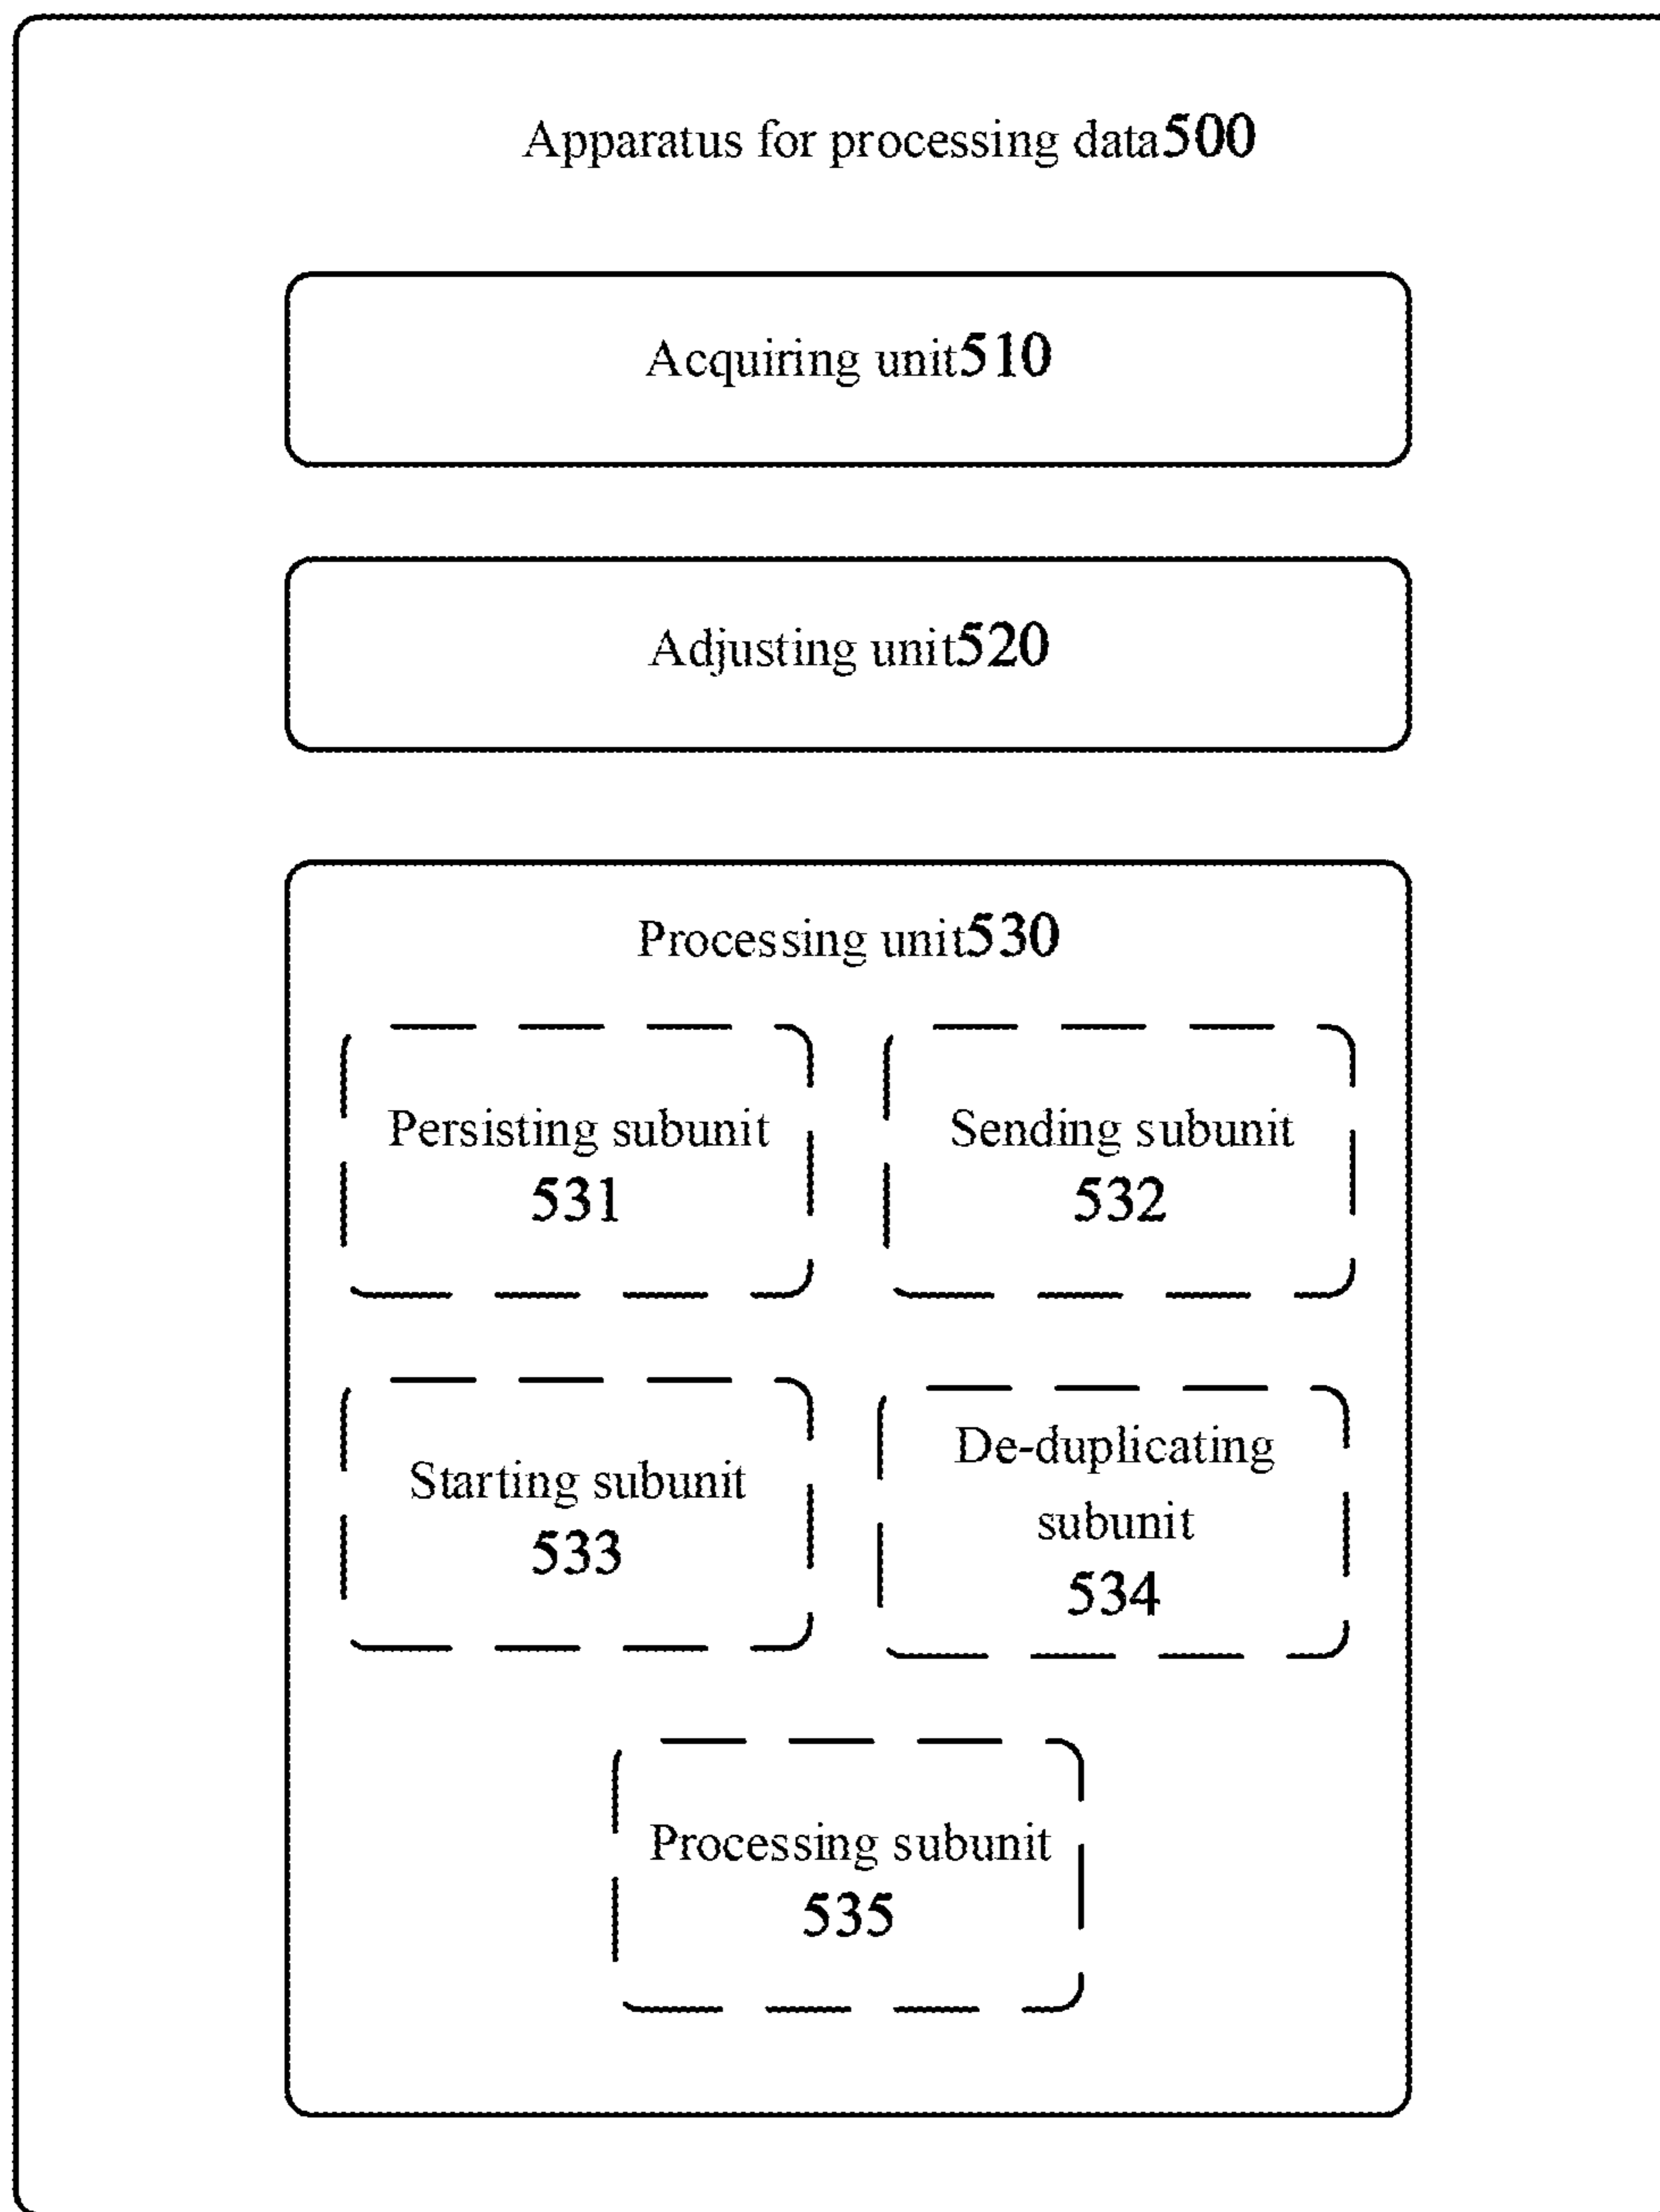 Apparatus for processing data500
Acquiring unit510
Adjusting unit520
Processing unit530
Persisting subunit
531
Sending subunit
532
Starting subunit
533
De-duplicating
subunit
534
Processing subunit
535